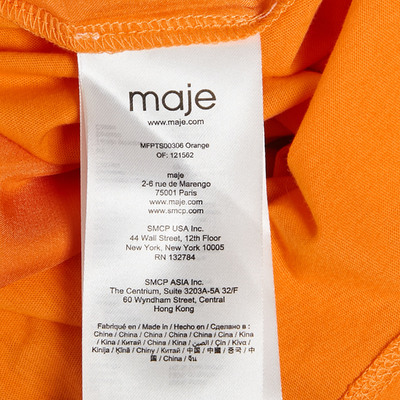 maje
www.maje.com
MFPTS00306 Orange
OF: 121562
maje
2-6 rue de Marengo
75001 Paris
www.maje.com
www.smcp.com
SMCP USA Inc.
44 Wall Street, 12th Floor
New York, New York 10005
RN 132784
SMCP ASIA Inc.
The Centrium, Suite 3203A-5A 32/F
60 Wyndham Street, Central
Hong Kong
Fabriqué en / Made in / Hecho en / Сделано в :
China / China / China / China / China / Cina / Kina
/ Kina / Китай / China / Kina / الصين / Çin / Kίνα /
Kinija / Ķīnā / Chiny / Китай / 中国 / 中國 / 중국 / 中
国 / China / จีน